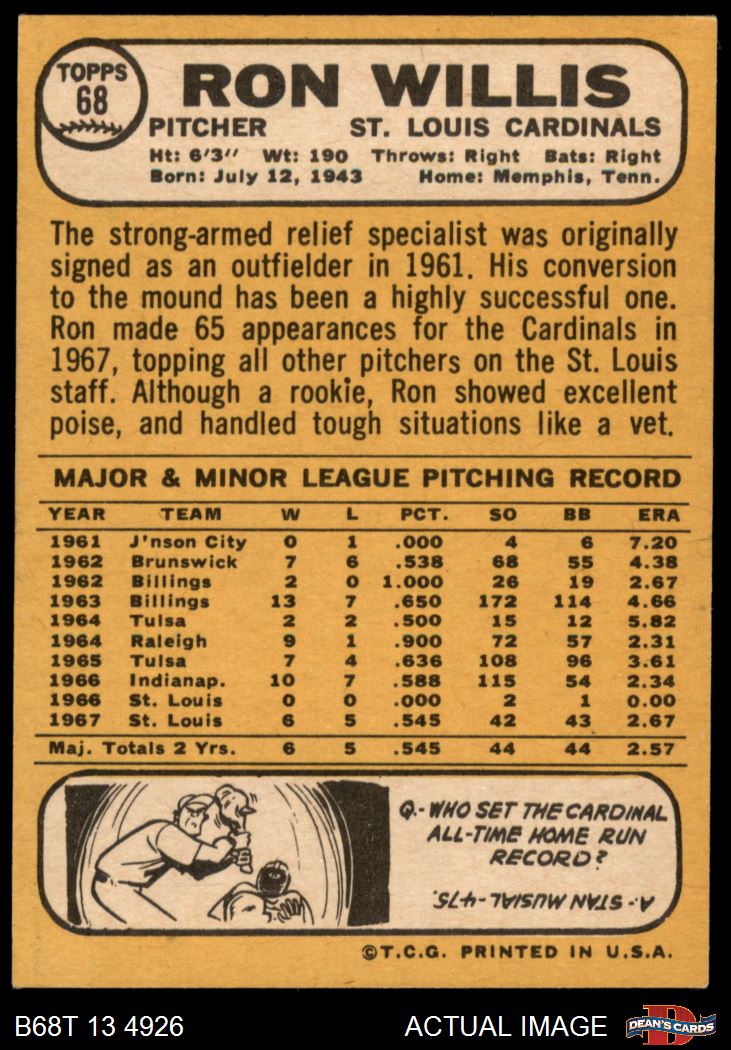 TOPPS
68
RON WILLIS
PITCHER ST. LOUIS CARDINALS
Ht: 6'3" Wt: 190 Throws: Right Bats: Right
Born: July 12, 1943 Home: Memphis, Tenn.
The strong-armed relief specialist was originally
signed as an outfielder in 1961. His conversion
to the mound has been a highly successful one.
Ron made 65 appearances for the Cardinals in
1967, topping all other pitchers on the St. Louis
staff. Although a rookie, Ron showed excellent
poise, and handled tough situations like a vet.
MAJOR & MINOR LEAGUE PITCHING RECORD
YEAR TEAM W L PCT. SO BB ERA
1961 J'nson City 0 1 .000 4 6 7.20
1962 Brunswick 7 6 .538 68 55 4.38
1962 Billings 2 0 1.000 26 19 2.67
1963 Billings 13 7 .650 172 114 4.66
1964 Tulsa 2 2 .500 15 12 5.82
1964 Raleigh 9 1 .900 72 57 2.31
1965 Tulsa 7 4 .636 108 96 3.61
1966 Indianap. 10 7 .588 115 54 2.34
1966 St. Louis 0 0 .000 2 1 0.00
1967 St. Louis 6 5 .545 42 43 2.67
Maj. Totals 2 Yrs. 6 5 .545 44 44 2.57
Q.- WHO SET THE CARDINAL
ALL-TIME HOME RUN
RECORD?
A.- STAN MUSIAL-475.
©T.C.G. PRINTED IN U.S.A.
B68T 13 4926 ACTUAL IMAGE DEAN'S CARDS